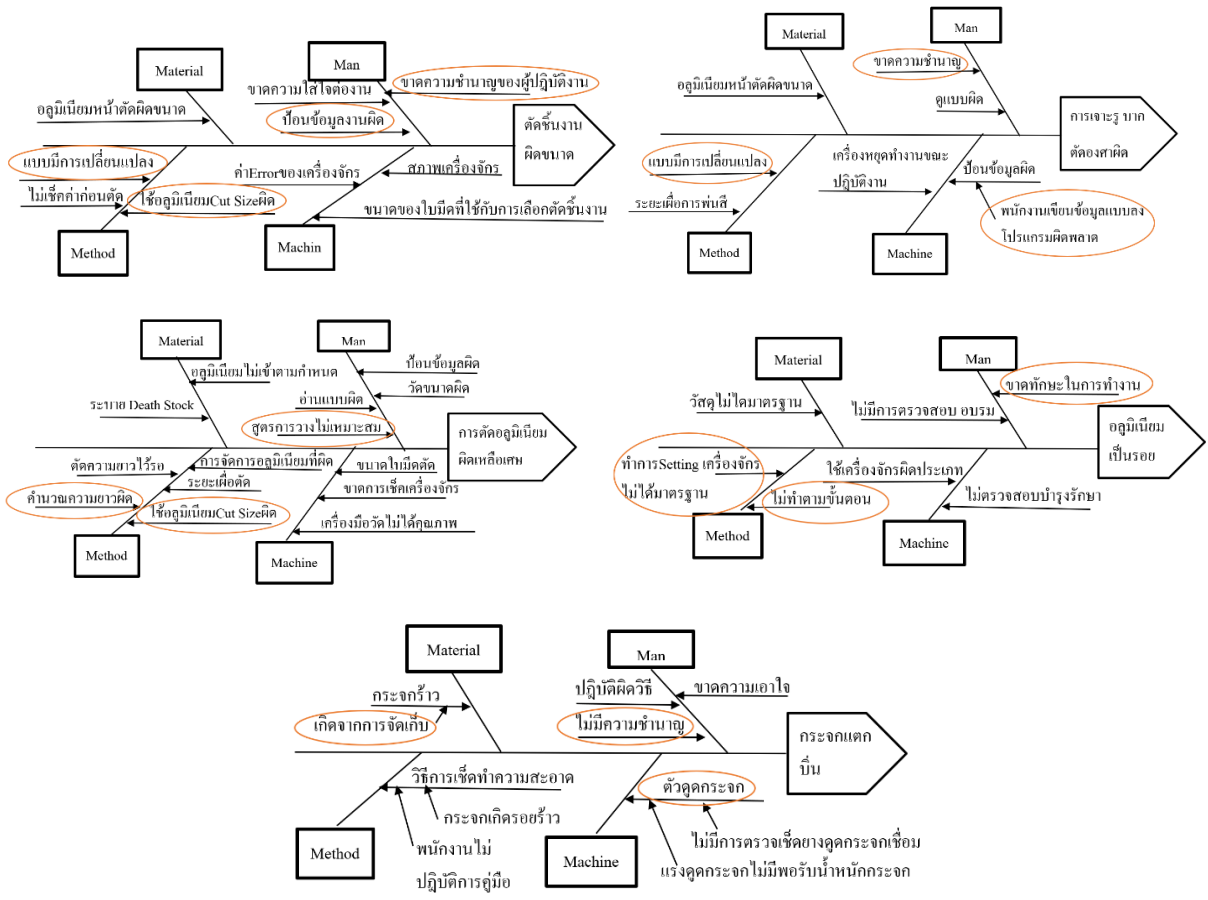 Material
Man
ขาดความใส่ใจต่องาน
ขาดความชำนาญของผู้ปฏิบัติงาน
อลูมิเนียมหน้าตัดผิดขนาด
ป้อนข้อมูลงานผิด
ตัดชิ้นงาน
ผิดขนาด
แบบมีการเปลี่ยนแปลง
ค่าErrorของเครื่องจักร
สภาพเครื่องจักร
ไม่เช็คค่าก่อนตัด
ใช้อลูมิเนียมCut Sizeผิด
ขนาดของใบมีดที่ใช้กับการเลือกตัดชิ้นงาน
Method
Machin
Material
Man
ขาดความชำนาญ
อลูมิเนียมหน้าตัดผิดขนาด
ดูแบบผิด
การเจาะรู บาก
ตัดองศาผิด
แบบมีการเปลี่ยนแปลง
เครื่องหยุดทำงานขณะ
ปฎิบัติงาน
ป้อนข้อมูลผิด
ระยะเผื่อการพ่นสี
พนักงานเขียนข้อมูลแบบลง
โปรแกรมผิดพลาด
Method
Machine
Material
Man
อลูมิเนียมไม่เข้าตามกำหนด
ป้อนข้อมูลผิด
วัดขนาดผิด
ระบาย Death Stock
อ่านแบบผิด
สูตรการวางไม่เหมาะสม
การตัดอลูมิเนียม
ผิดเหลือเศษ
ตัดความยาวไว้รอ
การจัดการอลูมิเนียมที่ผิด
ขนาดใบมีดตัด
ระยะเผื่อตัด
ขาดการเช็คเครื่องจักร
คำนวณความยาวผิด
ใช้อลูมิเนียมCut Sizeผิด
เครื่องมือวัดไม่ได้คุณภาพ
Method
Machine
Material
Man
ขาดทักษะในการทำงาน
วัสดุไม่ไดมาตรฐาน
ไม่มีการตรวจสอบ อบรม
อลูมิเนียม
เป็นรอย
ทำการSetting เครื่องจักร
ไม่ได้มาตรฐาน
ใช้เครื่องจักรผิดประเภท
ไม่ทำตามขั้นตอน
ไม่ตรวจสอบบำรุงรักษา
Method
Machine
Material
Man
กระจกร้าว
ปฎิบัติผิดวิธี
ขาดความเอาใจ
เกิดจากการจัดเก็บ
ไม่มีความชำนาญ
กระจกแตก
บิ่น
วิธีการเช็ดทำความสะอาด
ตัวดูดกระจก
กระจกเกิดรอยร้าว
พนักงานไม่
ปฎิบัติการคู่มือ
ไม่มีการตรวจเช็ดยางดูดกระจกเชื่อม
แรงดูดกระจกไม่มีพอรับน้ำหนักกระจก
Method
Machine